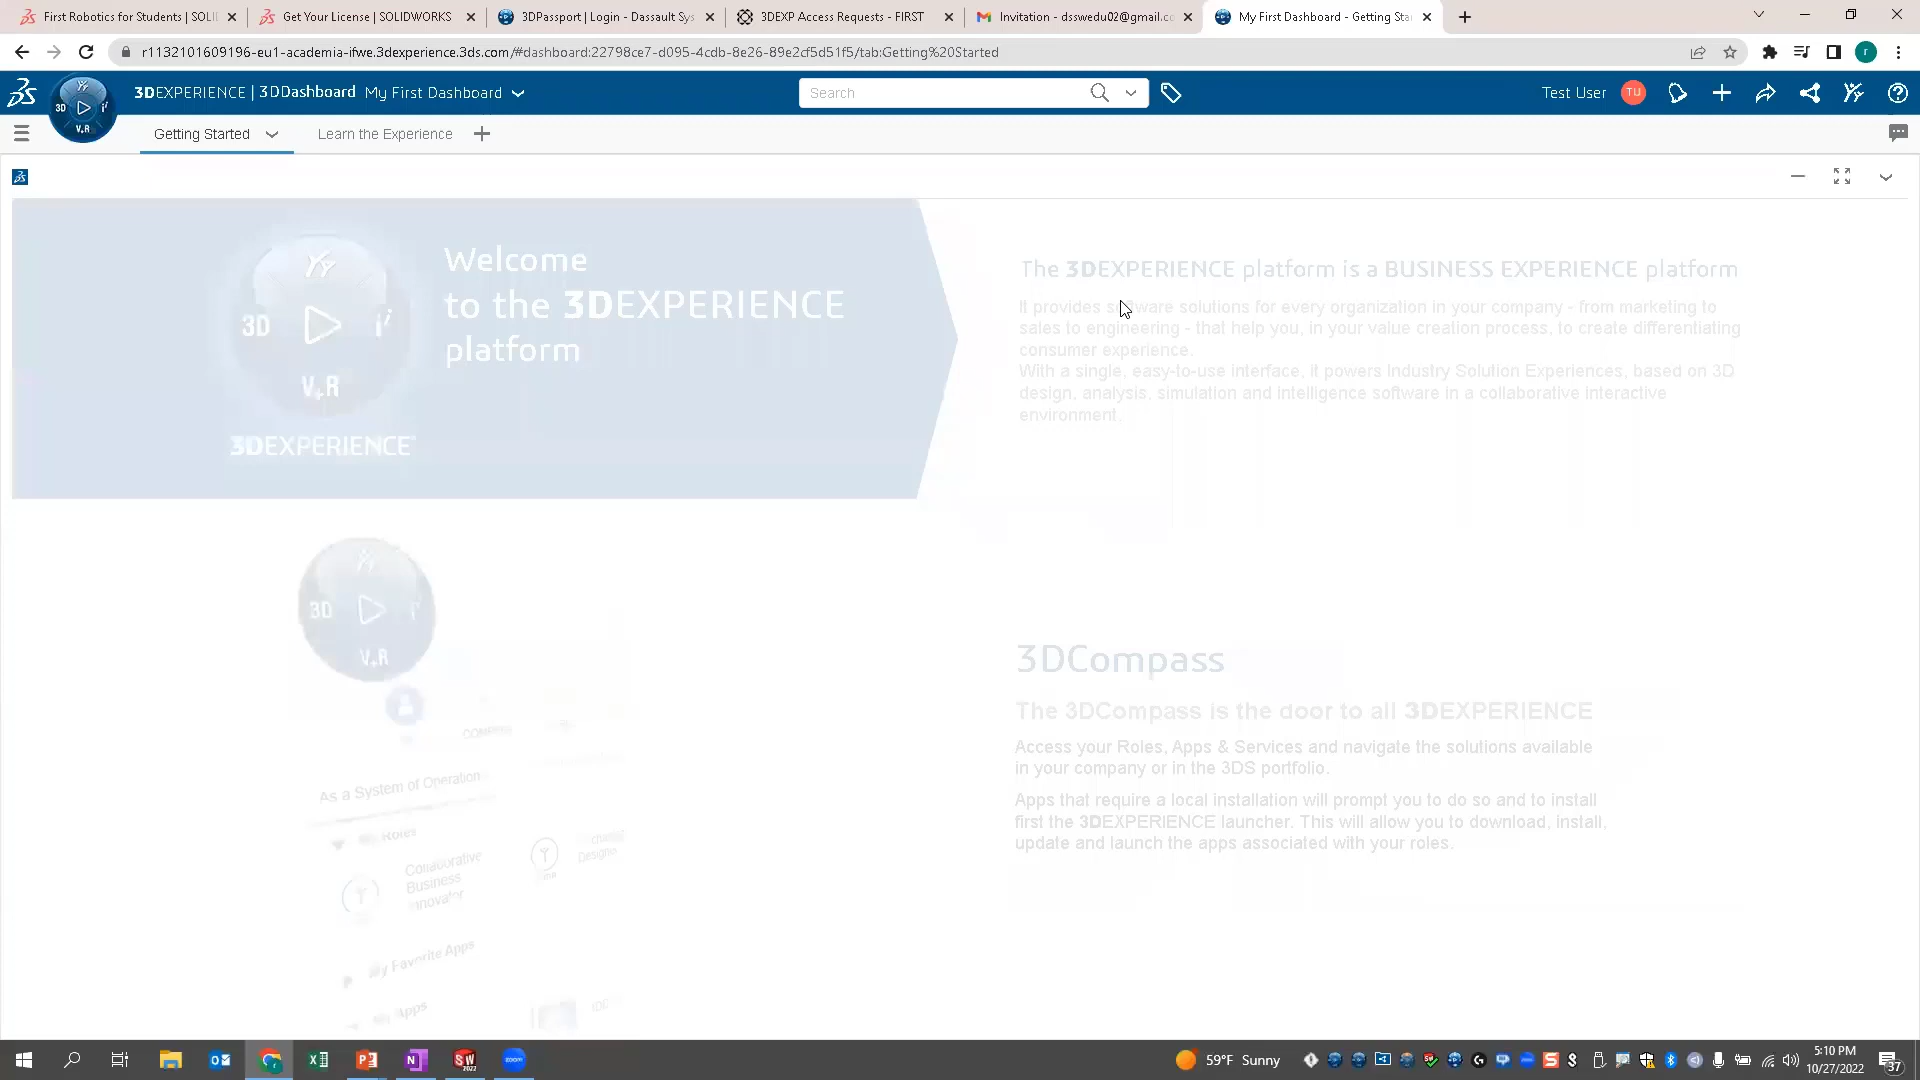 First Robotics for Students | SOLI
Get Your License | SOLIDWORKS
3DPassport | Login - Dassault Sys
3DEXP Access Requests - FIRST
Invitation - dsswedu02@gmail.co
My First Dashboard - Getting Sta
r1132101609196-eu1-academia-ifwe.3dexperience.3ds.com/#dashboard:22798ce7-d095-4cdb-8e26-89e2cf5d51f5/tab:Getting%20Started
r
3D
V.R
3DEXPERIENCE | 3DDashboard My First Dashboard
Search
Test User TU
Getting Started
Learn the Experience
Welcome
to the 3DEXPERIENCE
platform
3D
V+R
3DEXPERIENCE
The 3DEXPERIENCE platform is a BUSINESS EXPERIENCE platform
It provides software solutions for every organization in your company - from marketing to
sales to engineering - that help you, in your value creation process, to create differentiating
consumer experience.
With a single, easy-to-use interface, it powers Industry Solution Experiences, based on 3D
design, analysis, simulation and intelligence software in a collaborative interactive
environment.
3D
V+R
COMPASS
As a System of Operation
My Roles
Collaborative
Business
Innovator
Designer
My Favorite Apps
My Apps
3DCompass
The 3DCompass is the door to all 3DEXPERIENCE
Access your Roles, Apps & Services and navigate the solutions available
in your company or in the 3DS portfolio.
Apps that require a local installation will prompt you to do so and to install
first the 3DEXPERIENCE launcher. This will allow you to download, install,
update and launch the apps associated with your roles.
59°F Sunny
5:10 PM
10/27/2022
37